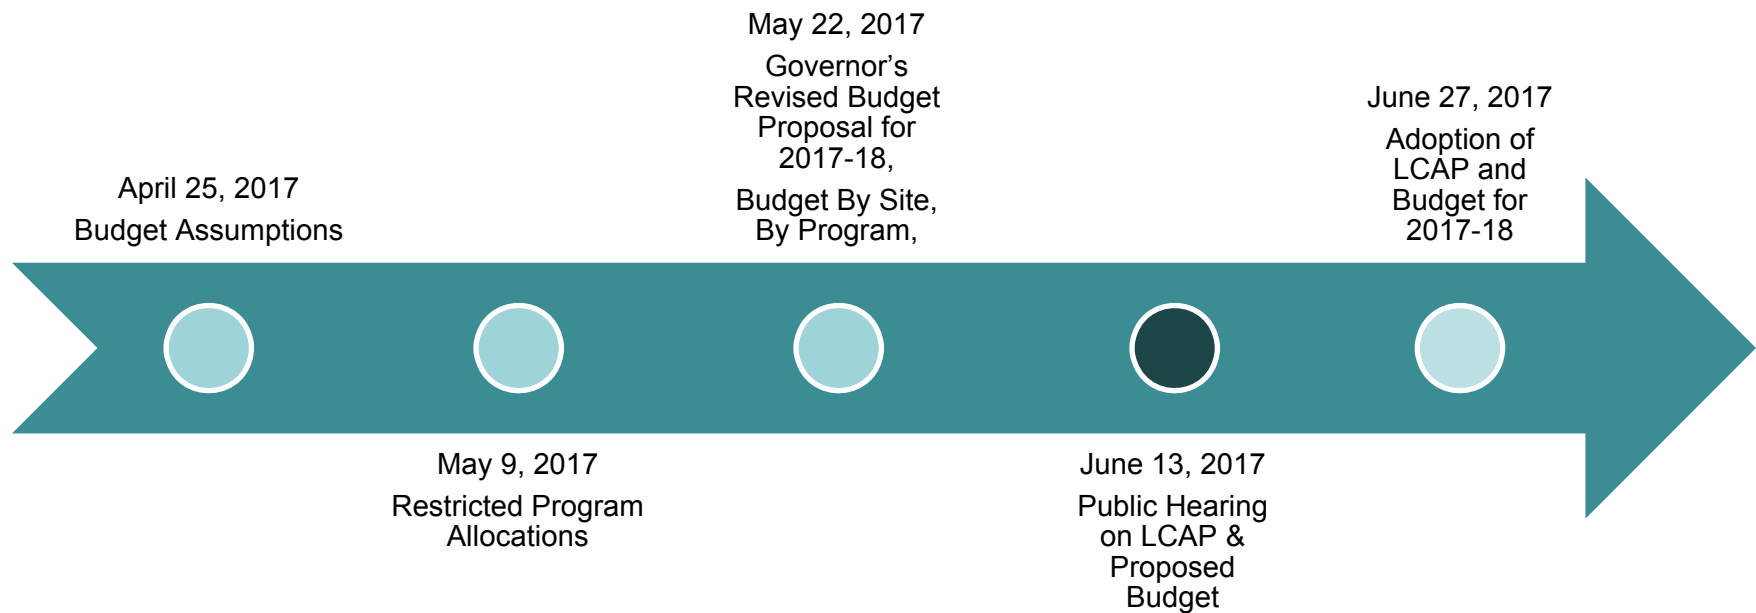 April 25, 2017
Budget Assumptions
May 9, 2017
Restricted Program
Allocations
May 22, 2017
Governor’s
Revised Budget
Proposal for
2017-18,
Budget By Site,
By Program,
June 13, 2017
Public Hearing
on LCAP &
Proposed
Budget
June 27, 2017
Adoption of
LCAP and
Budget for
2017-18